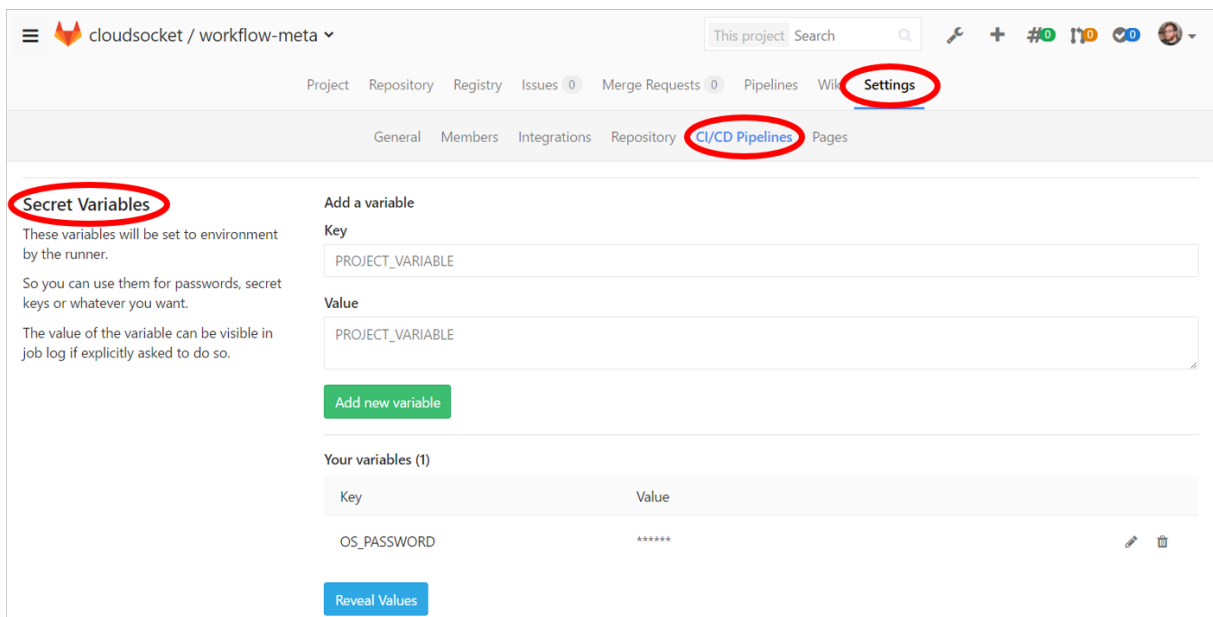 cloudsocket / workflow-meta
This project Search
0 0 0
Project Repository Registry Issues 0 Merge Requests 0 Pipelines Wik Settings
General Members Integrations Repository CI/CD Pipelines Pages
Secret Variables
These variables will be set to environment
by the runner.
So you can use them for passwords, secret
keys or whatever you want.
The value of the variable can be visible in
job log if explicitly asked to do so.
Add a variable
Key
PROJECT_VARIABLE
Value
PROJECT_VARIABLE
Add new variable
Your variables (1)
Key Value
OS_PASSWORD ******
Reveal Values